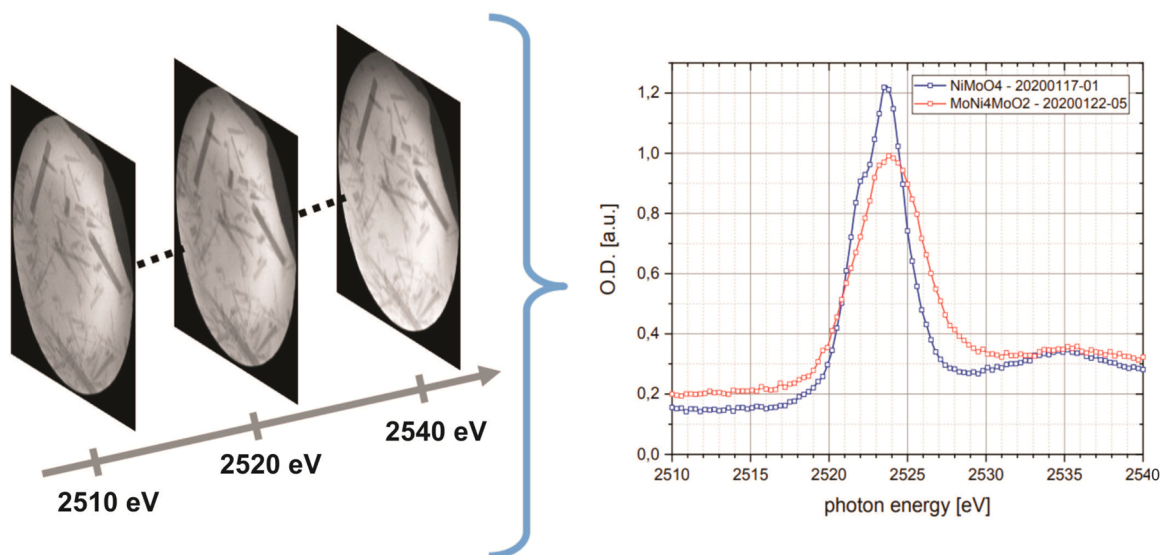 2510 eV
2520 eV
2540 eV
NiMoO4 - 20200117-01
MoNi4MoO2 - 20200122-05
O.D. [a.u.]
1,2
1,0
0,8
0,6
0,4
0,2
0,0
2510 2515 2520 2525 2530 2535 2540
photon energy [eV]